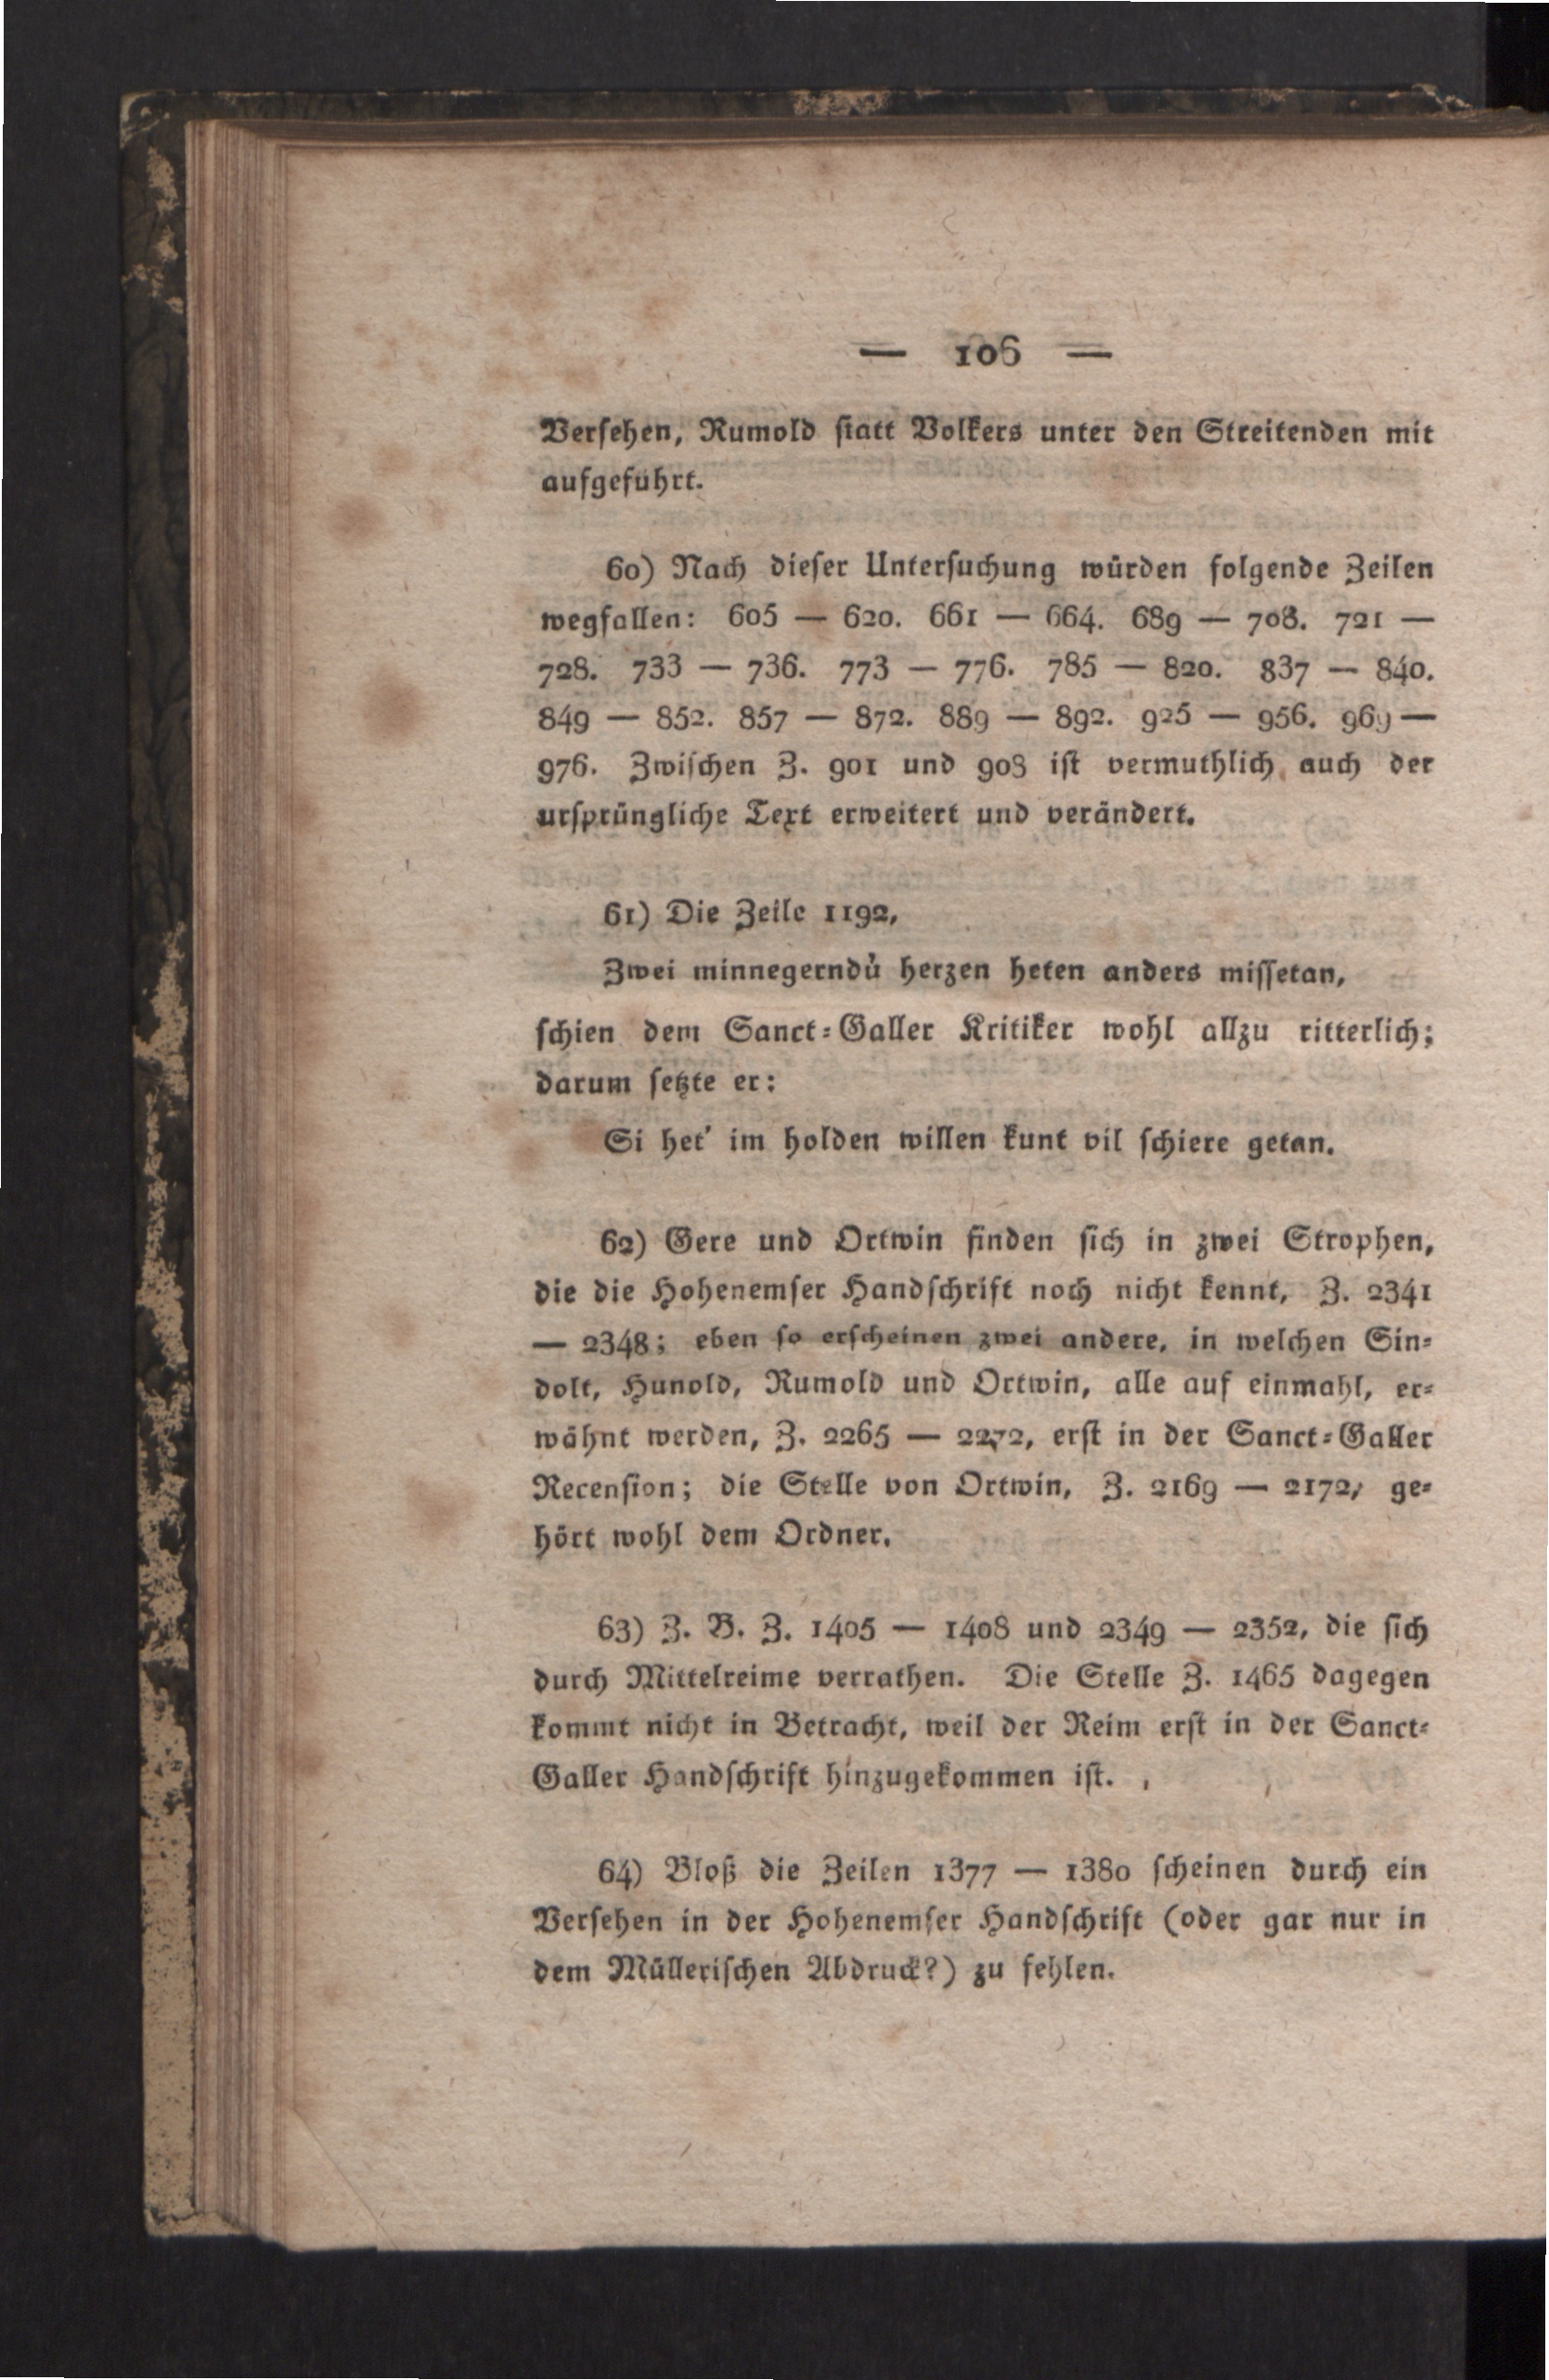 — 106 —
Versehen, Rumold statt Volkers unter den Streitenden mit
aufgeführt.
60) Nach dieser Untersuchung würden folgende Zeilen
wegfallen: 605 — 620. 661 — 664. 689 — 708. 721 —
728. 733 — 736. 773 — 776. 785 — 820. 837 — 840.
849 — 852. 857 — 872. 889 — 892. 925 — 956. 969 —
976. Zwischen Z. 901 und 908 ist vermuthlich auch der
ursprüngliche Text erweitert und verändert.
61) Die Zeile 1192,
Zwei minnegerndů herzen heten anders missetan,
schien dem Sanct-Galler Kritiker wohl allzu ritterlich;
darum setzte er:
Si het' im holden willen kunt vil schiere getan.
62) Gere und Ortwin finden sich in zwei Strophen,
die die Hohenemser Handschrift noch nicht kennt, Z. 2341
— 2348; eben so erscheinen zwei andere, in welchen Sin-
dolt, Hunold, Rumold und Ortwin, alle auf einmahl, er-
wähnt werden, Z. 2265 — 2272, erst in der Sanct-Galler
Recension; die Stelle von Ortwin, Z. 2169 — 2172, ge-
hört wohl dem Ordner.
63) Z. B. Z. 1405 — 1408 und 2349 — 2352, die sich
durch Mittelreime verrathen. Die Stelle Z. 1465 dagegen
kommt nicht in Betracht, weil der Reim erst in der Sanct-
Galler Handschrift hinzugekommen ist.
64) Bloß die Zeilen 1377 — 1380 scheinen durch ein
Versehen in der Hohenemser Handschrift (oder gar nur in
dem Müllerischen Abdruck?) zu fehlen.